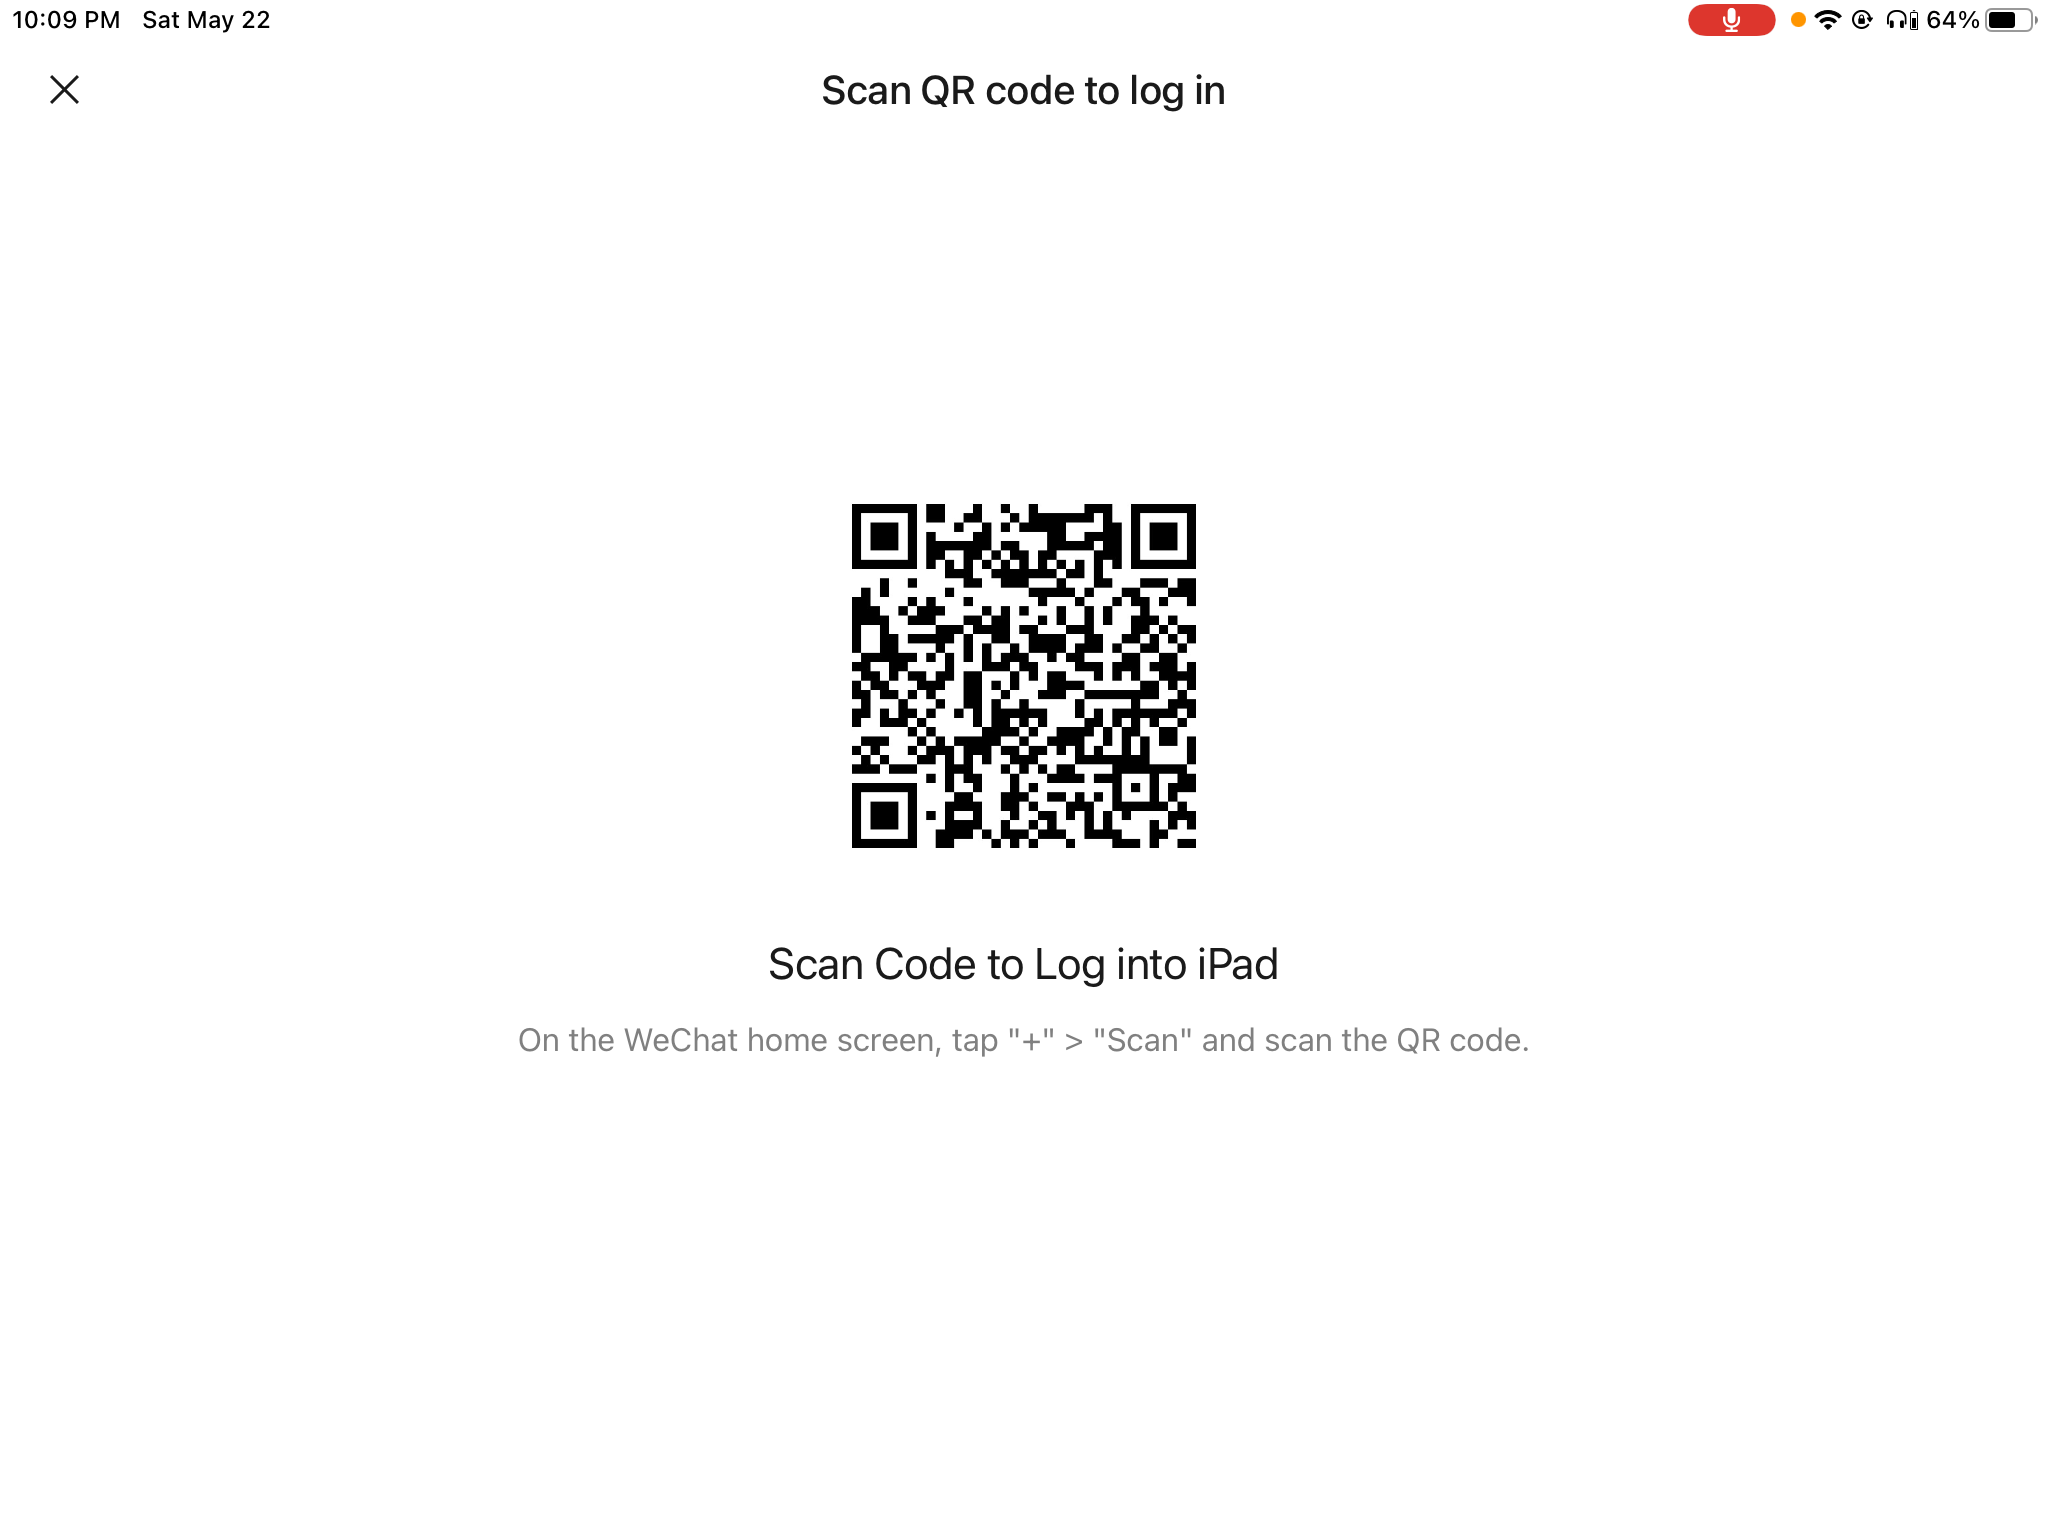 10:09 PM Sat May 22
64%
Scan QR code to log in
Scan Code to Log into iPad
On the WeChat home screen, tap "+" > "Scan" and scan the QR code.